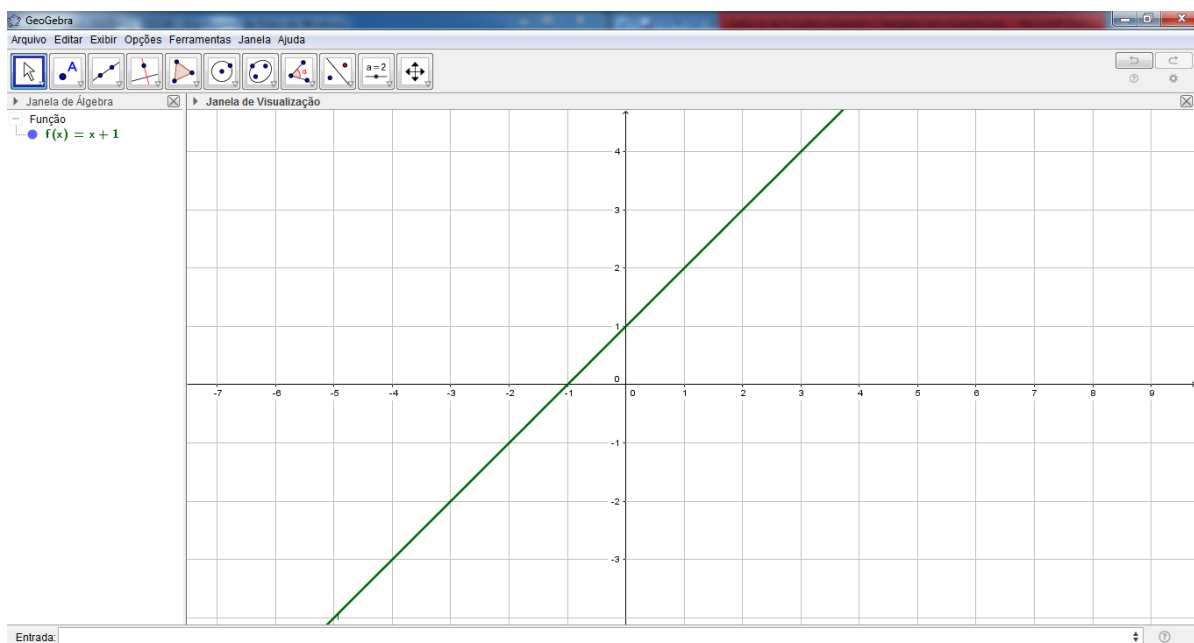 GeoGebra
Arquivo Editar Exibir Opções Ferramentas Janela Ajuda
A
α
a=2
Janela de Álgebra
Janela de Visualização
Função
f(x) = x + 1
4
3
2
1
0
-7 -6 -5 -4 -3 -2 -1 0 1 2 3 4 5 6 7 8 9
-1
-2
-3
Entrada: